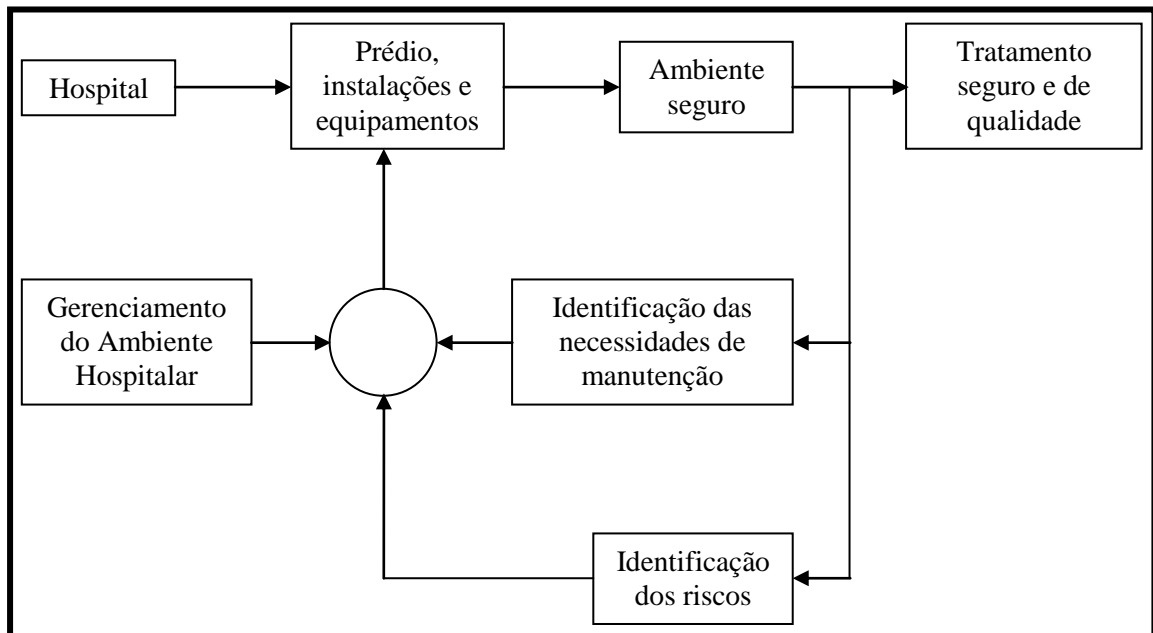 Hospital
Prédio,
instalações e
equipamentos
Ambiente
seguro
Tratamento
seguro e de
qualidade
Gerenciamento
do Ambiente
Hospitalar
Identificação das
necessidades de
manutenção
Identificação
dos riscos